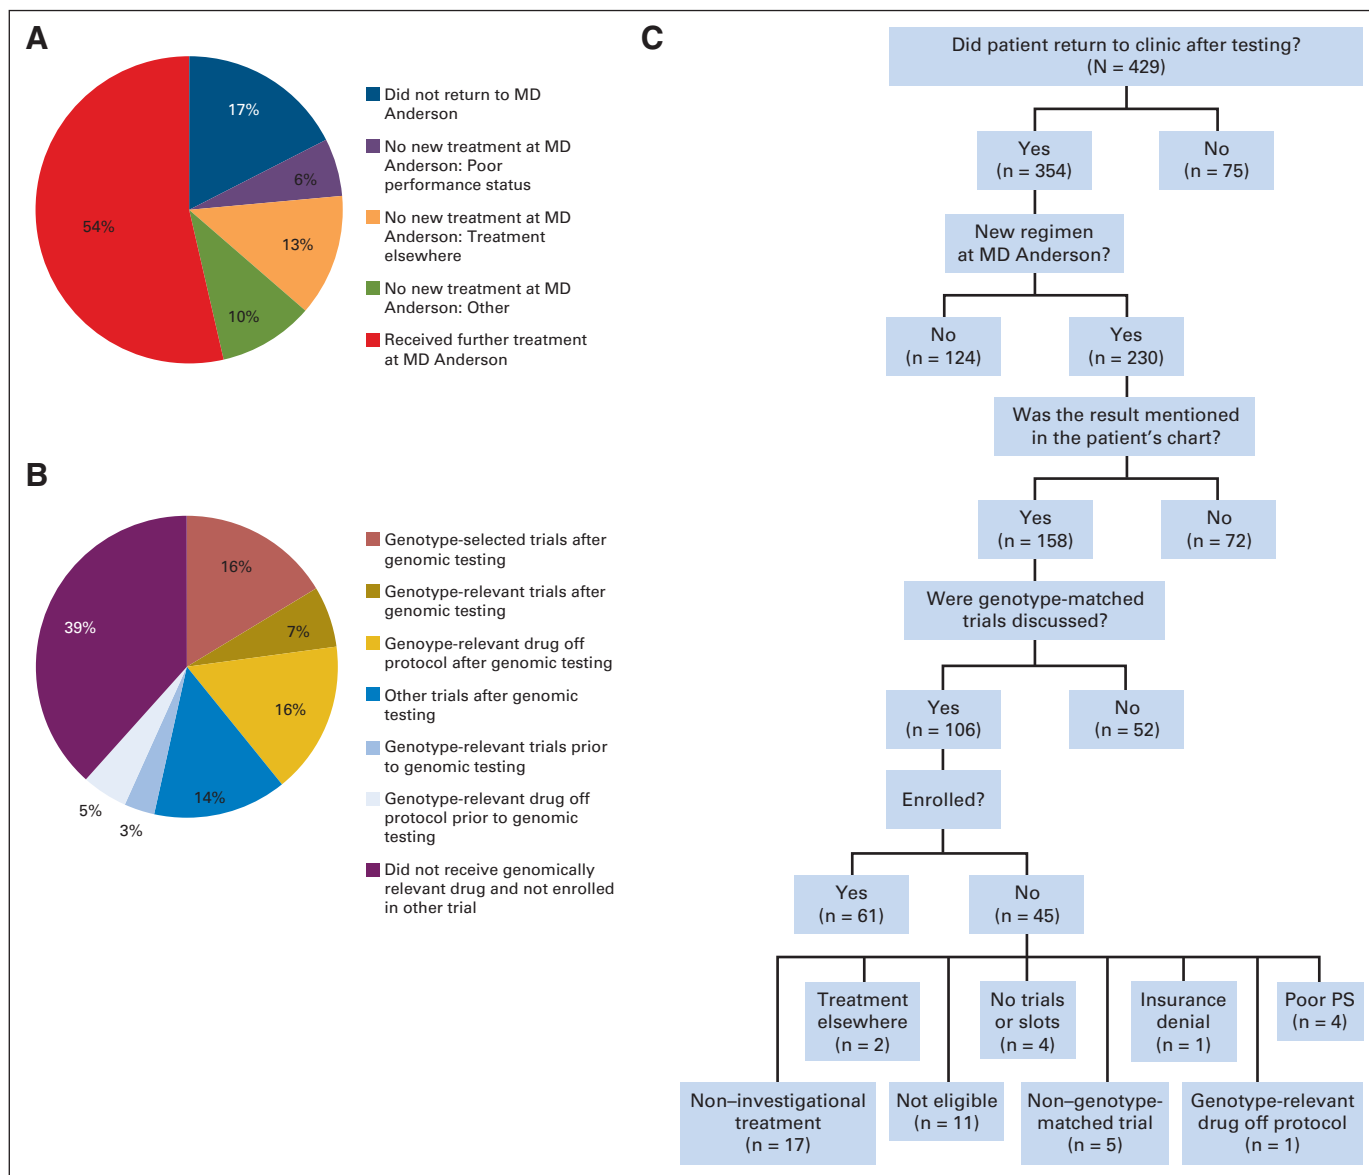 A
17%
6%
13%
10%
54%
Did not return to MD
Anderson
No new treatment at MD
Anderson: Poor
performance status
No new treatment at MD
Anderson: Treatment
elsewhere
No new treatment at MD
Anderson: Other
Received further treatment
at MD Anderson
B
16%
7%
16%
14%
3%
5%
39%
Genotype-selected trials after
genomic testing
Genotype-relevant trials after
genomic testing
Genoype-relevant drug off
protocol after genomic testing
Other trials after genomic
testing
Genotype-relevant trials prior
to genomic testing
Genotype-relevant drug off
protocol prior to genomic
testing
Did not receive genomically
relevant drug and not enrolled
in other trial
C
Did patient return to clinic after testing?
(N = 429)
Yes
(n = 354)
No
(n = 75)
New regimen
at MD Anderson?
No
(n = 124)
Yes
(n = 230)
Was the result mentioned
in the patient's chart?
Yes
(n = 158)
No
(n = 72)
Were genotype-matched
trials discussed?
Yes
(n = 106)
No
(n = 52)
Enrolled?
Yes
(n = 61)
No
(n = 45)
Treatment
elsewhere
(n = 2)
No trials
or slots
(n = 4)
Insurance
denial
(n = 1)
Poor PS
(n = 4)
Non–investigational
treatment
(n = 17)
Not eligible
(n = 11)
Non–genotype-
matched trial
(n = 5)
Genotype-relevant
drug off protocol
(n = 1)